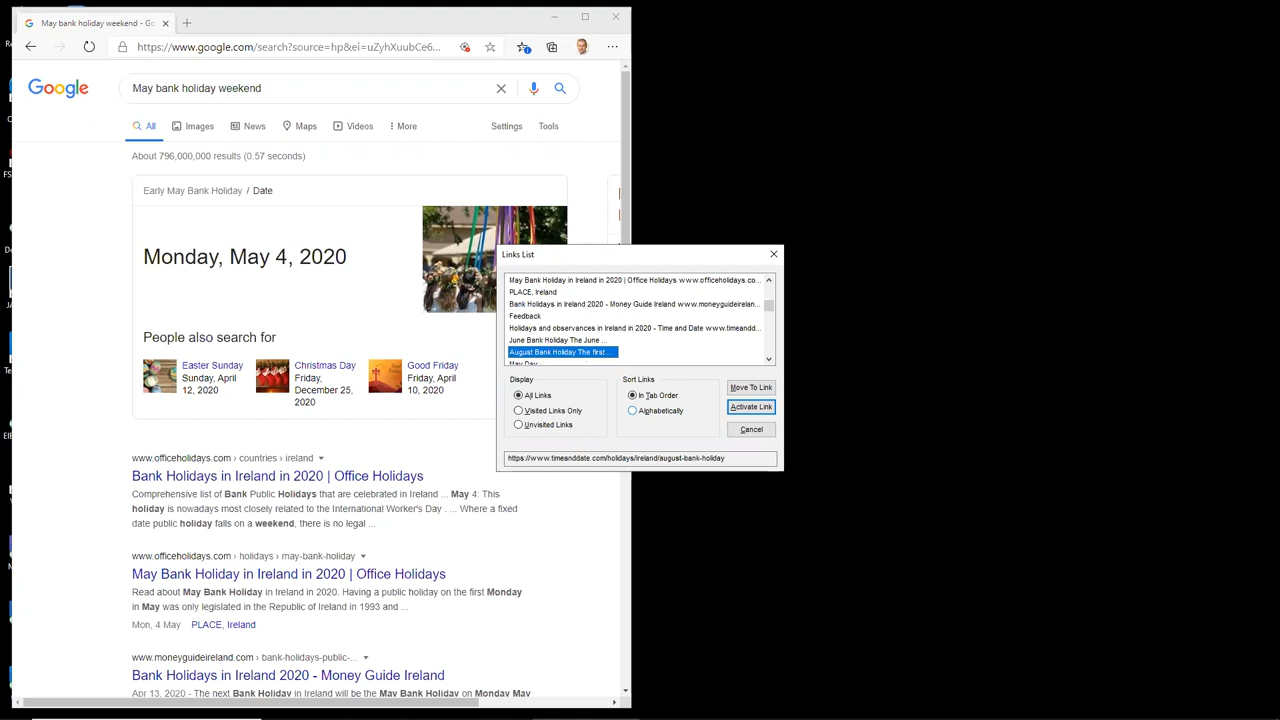 May bank holiday weekend - Go
https://www.google.com/search?source=hp&ei=uZyhXuubCe6...
Google
May bank holiday weekend
All
Images
News
Maps
Videos
More
Settings
Tools
About 796,000,000 results (0.57 seconds)
Early May Bank Holiday / Date
Monday, May 4, 2020
People also search for
Easter Sunday
Sunday, April
12, 2020
Christmas Day
Friday,
December 25,
2020
Good Friday
Friday, April
10, 2020
www.officeholidays.com › countries › ireland
Bank Holidays in Ireland in 2020 | Office Holidays
Comprehensive list of Bank Public Holidays that are celebrated in Ireland ... May 4: This
holiday is nowadays most closely related to the International Worker's Day . ... Where a fixed
date public holiday falls on a weekend, there is no legal ...
www.officeholidays.com › holidays › may-bank-holiday
May Bank Holiday in Ireland in 2020 | Office Holidays
Read about May Bank Holiday in Ireland in 2020. Having a public holiday on the first Monday
in May was only legislated in the Republic of Ireland in 1993 and ...
Mon, 4 May PLACE, Ireland
www.moneyguideireland.com › bank-holidays-public-...
Bank Holidays in Ireland 2020 - Money Guide Ireland
Apr 13, 2020 - The next Bank Holiday in Ireland will be the May Bank Holiday on Monday May
Links List
May Bank Holiday in Ireland in 2020 | Office Holidays www.officeholidays.co...
PLACE, Ireland
Bank Holidays in Ireland 2020 - Money Guide Ireland www.moneyguideirelan...
Feedback
Holidays and observances in Ireland in 2020 - Time and Date www.timeandd...
June Bank Holiday The June ...
August Bank Holiday The first ...
May Day
Display
All Links
Visited Links Only
Unvisited Links
Sort Links
In Tab Order
Alphabetically
Move To Link
Activate Link
Cancel
https://www.timeanddate.com/holidays/ireland/august-bank-holiday